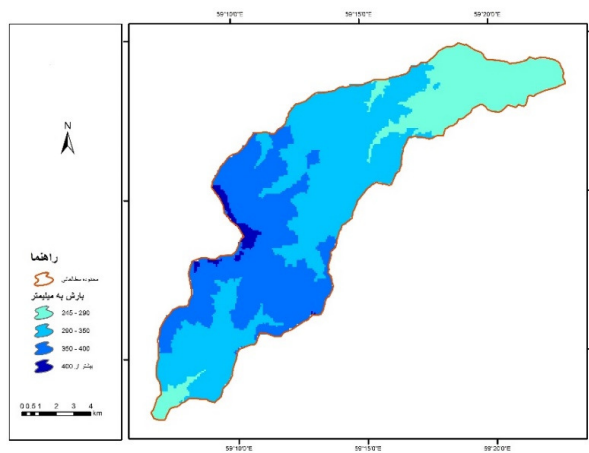 59°10'0"E
59°15'0"E
59°20'0"E
N
راهنما
محدوده مطالعاتی
بارش به میلیمتر
245 - 290
290 - 350
350 - 400
بیشتر از 400
0 0.5 1 2 3 4
km
59°10'0"E
59°15'0"E
59°20'0"E